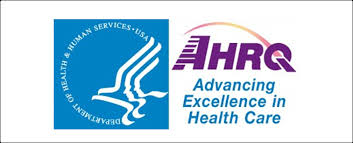 DEPARTMENT OF HEALTH & HUMAN SERVICES • USA
AHRQ
Advancing
Excellence in
Health Care